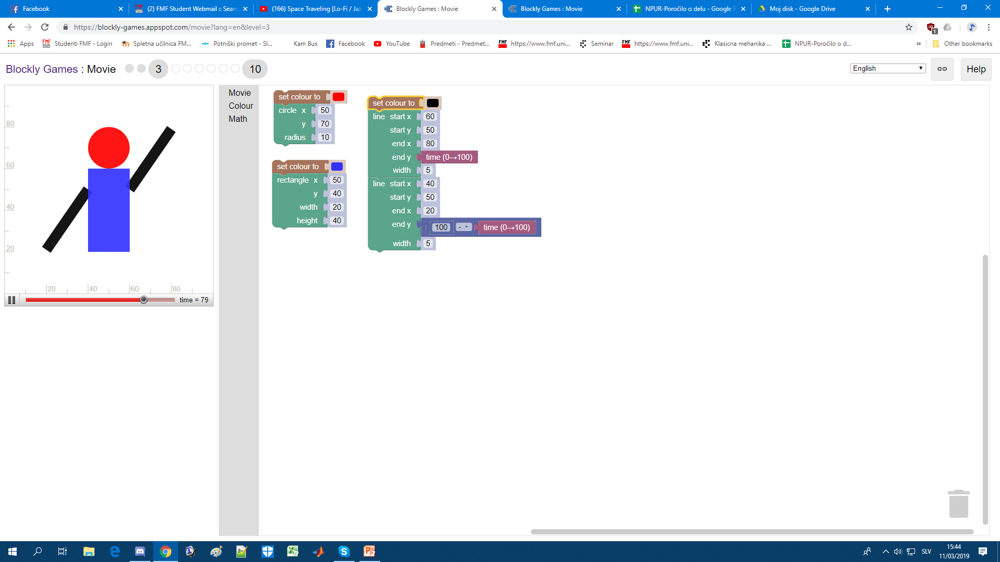 Facebook
(2) FMF Student Webmail :: Searc
(166) Space Traveling [Lo-Fi / Jaz
Blockly Games : Movie
Blockly Games : Movie
NPUR-Poročilo o delu - Google P
Moj disk - Google Drive
https://blockly-games.appspot.com/movie?lang=en&level=3
1
Apps
FMF
Studenti FMF - Login
Spletna učilnica FM...
Potniški promet - Sl...
Kam Bus
Facebook
YouTube
Predmeti - Predmet...
FMF
https://www.fmf.uni...
Seminar
FMF
https://www.fmf.uni...
Klasicna mehanika ...
NPUR-Poročilo o d...
»
Other bookmarks
Blockly Games : Movie
3
10
English
Help
80
60
40
20
20
40
60
80
time = 79
Movie
Colour
Math
set colour to
circle x 50
y 70
radius 10
set colour to
rectangle x 50
y 40
width 20
height 40
set colour to
line start x 60
start y 50
end x 80
end y time (0→100)
width 5
line start x 40
start y 50
end x 20
end y 100 - time (0→100)
width 5
SLV
15:44
11/03/2019